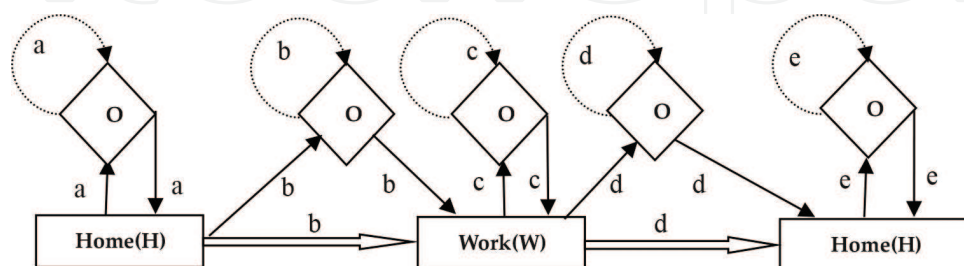 a b c d e
O O O O O
a a b b c c d d e e
b d
Home(H) Work(W) Home(H)